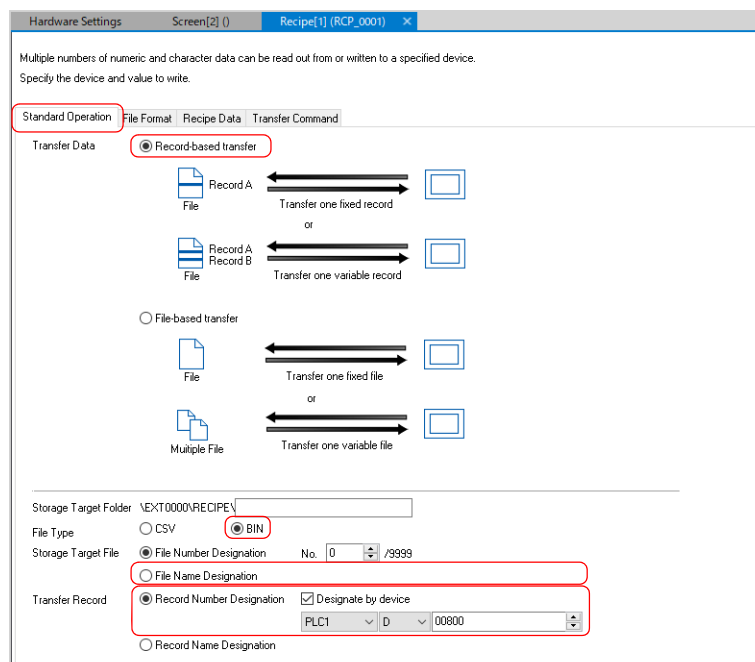 Hardware Settings Screen[2] () Recipe[1] (RCP_0001) ×
Multiple numbers of numeric and character data can be read out from or written to a specified device.
Specify the device and value to write.
Standard Operation File Format Recipe Data Transfer Command
Transfer Data Record-based transfer
Record A
File
Transfer one fixed record
or
Record A
Record B
File
Transfer one variable record
File-based transfer
File
Transfer one fixed file
or
Multiple File
Transfer one variable file
Storage Target Folder \EXT0000\RECIPE\
File Type CSV BIN
Storage Target File File Number Designation No. 0 /9999
File Name Designation
Transfer Record Record Number Designation Designate by device
PLC1 D 00800
Record Name Designation